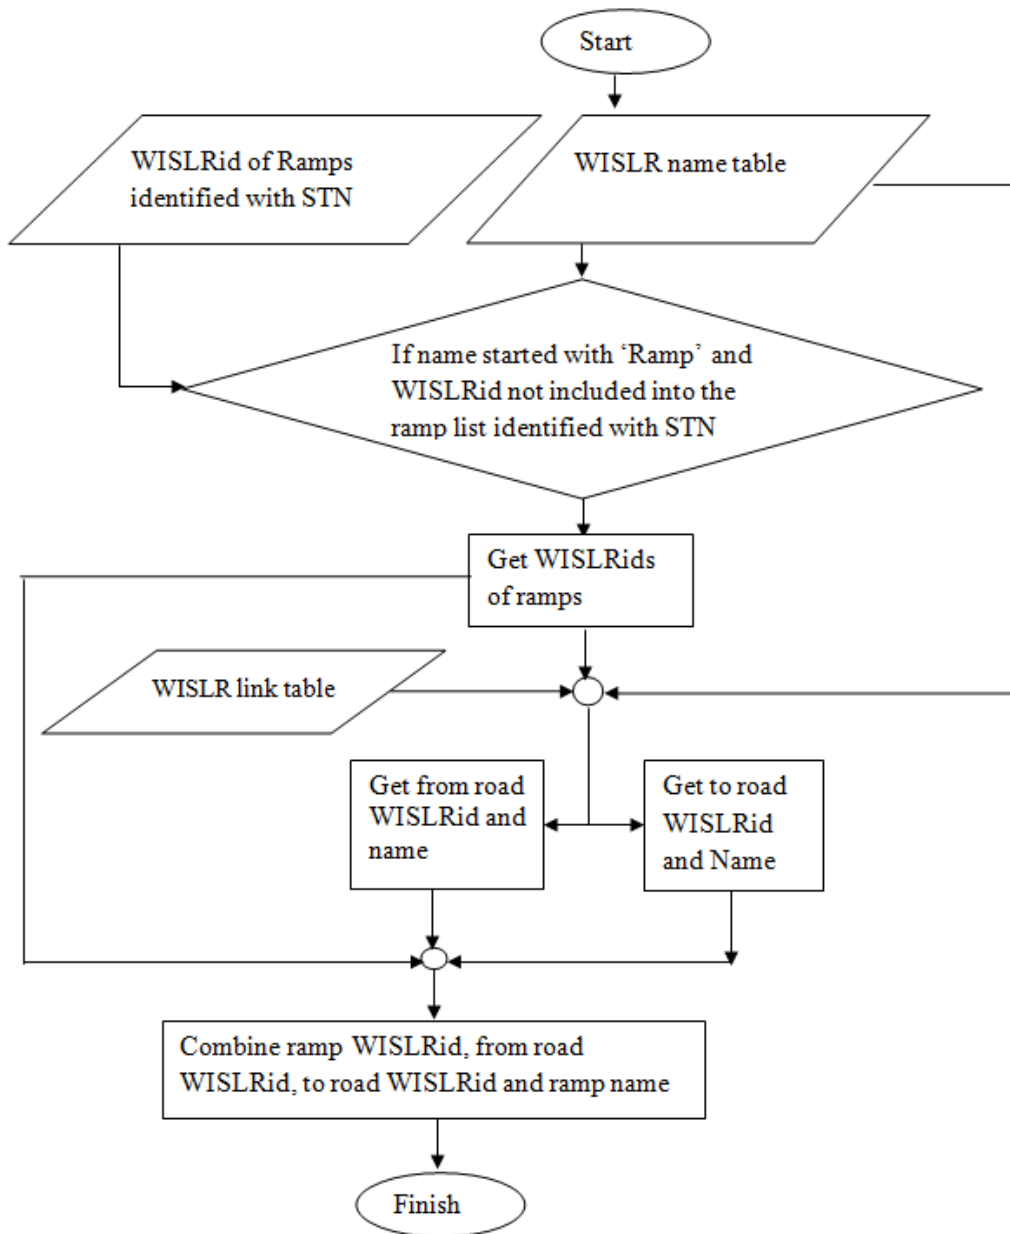 Start
WISLRid of Ramps
identified with STN
WISLR name table
If name started with ‘Ramp’ and
WISLRid not included into the
ramp list identified with STN
Get WISLRids
of ramps
WISLR link table
Get from road
WISLRid and
name
Get to road
WISLRid
and Name
Combine ramp WISLRid, from road
WISLRid, to road WISLRid and ramp name
Finish